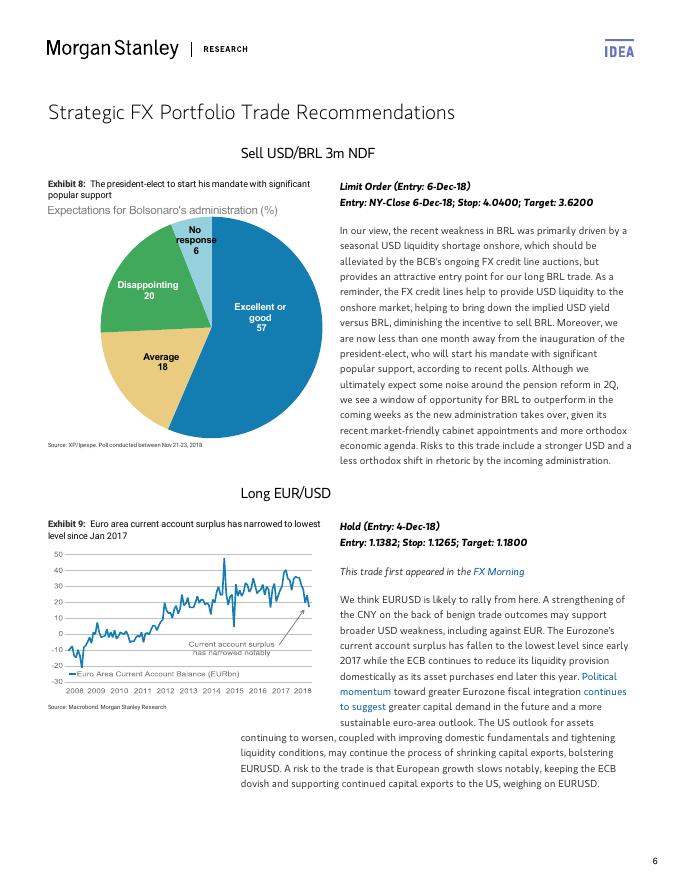 Morgan Stanley | RESEARCH
IDEA
Strategic FX Portfolio Trade Recommendations
Sell USD/BRL 3m NDF
Exhibit 8: The president-elect to start his mandate with significant
popular support
Expectations for Bolsonaro's administration (%)
No
response
6
Disappointing
20
Excellent or
good
57
Average
18
Source: XP/Ipespe. Poll conducted between Nov 21-23, 2018.
Limit Order (Entry: 6-Dec-18)
Entry: NY-Close 6-Dec-18; Stop: 4.0400; Target: 3.6200
In our view, the recent weakness in BRL was primarily driven by a
seasonal USD liquidity shortage onshore, which should be
alleviated by the BCB's ongoing FX credit line auctions, but
provides an attractive entry point for our long BRL trade. As a
reminder, the FX credit lines help to provide USD liquidity to the
onshore market, helping to bring down the implied USD yield
versus BRL, diminishing the incentive to sell BRL. Moreover, we
are now less than one month away from the inauguration of the
president-elect, who will start his mandate with significant
popular support, according to recent polls. Although we
ultimately expect some noise around the pension reform in 2Q,
we see a window of opportunity for BRL to outperform in the
coming weeks as the new administration takes over, given its
recent market-friendly cabinet appointments and more orthodox
economic agenda. Risks to this trade include a stronger USD and a
less orthodox shift in rhetoric by the incoming administration.
Long EUR/USD
Exhibit 9: Euro area current account surplus has narrowed to lowest
level since Jan 2017
50
40
30
20
10
0
-10
-20
-30
Current account surplus
has narrowed notably
Euro Area Current Account Balance (EURbn)
2008 2009 2010 2011 2012 2013 2014 2015 2016 2017 2018
Source: Macrobond, Morgan Stanley Research
Hold (Entry: 4-Dec-18)
Entry: 1.1382; Stop: 1.1265; Target: 1.1800
This trade first appeared in the FX Morning
We think EURUSD is likely to rally from here. A strengthening of
the CNY on the back of benign trade outcomes may support
broader USD weakness, including against EUR. The Eurozone's
current account surplus has fallen to the lowest level since early
2017 while the ECB continues to reduce its liquidity provision
domestically as its asset purchases end later this year. Political
momentum toward greater Eurozone fiscal integration continues
to suggest greater capital demand in the future and a more
sustainable euro-area outlook. The US outlook for assets
continuing to worsen, coupled with improving domestic fundamentals and tightening
liquidity conditions, may continue the process of shrinking capital exports, bolstering
EURUSD. A risk to the trade is that European growth slows notably, keeping the ECB
dovish and supporting continued capital exports to the US, weighing on EURUSD.
6